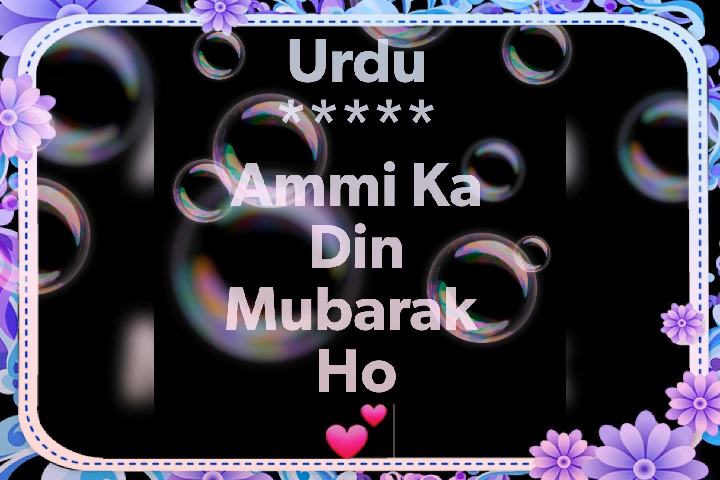 Urdu
*****
Ammi Ka
Din
Mubarak
Ho
💕